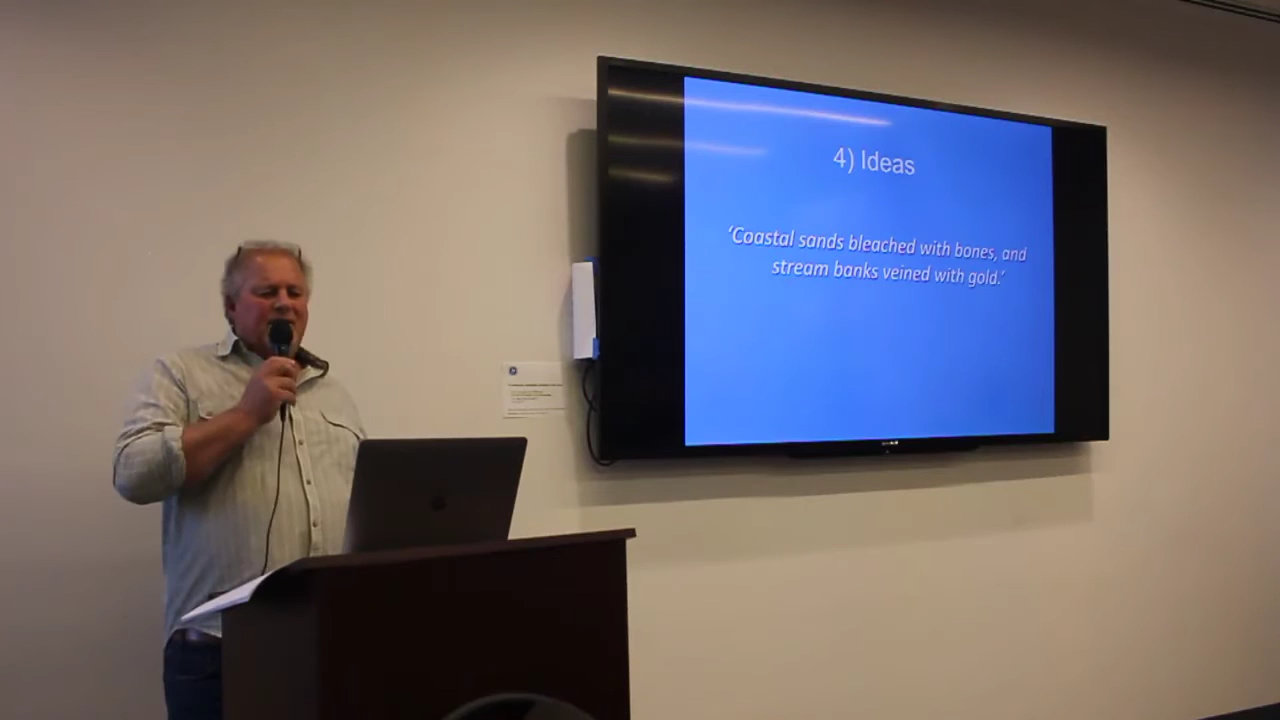 4) Ideas
‘Coastal sands bleached with bones, and
stream banks veined with gold.’